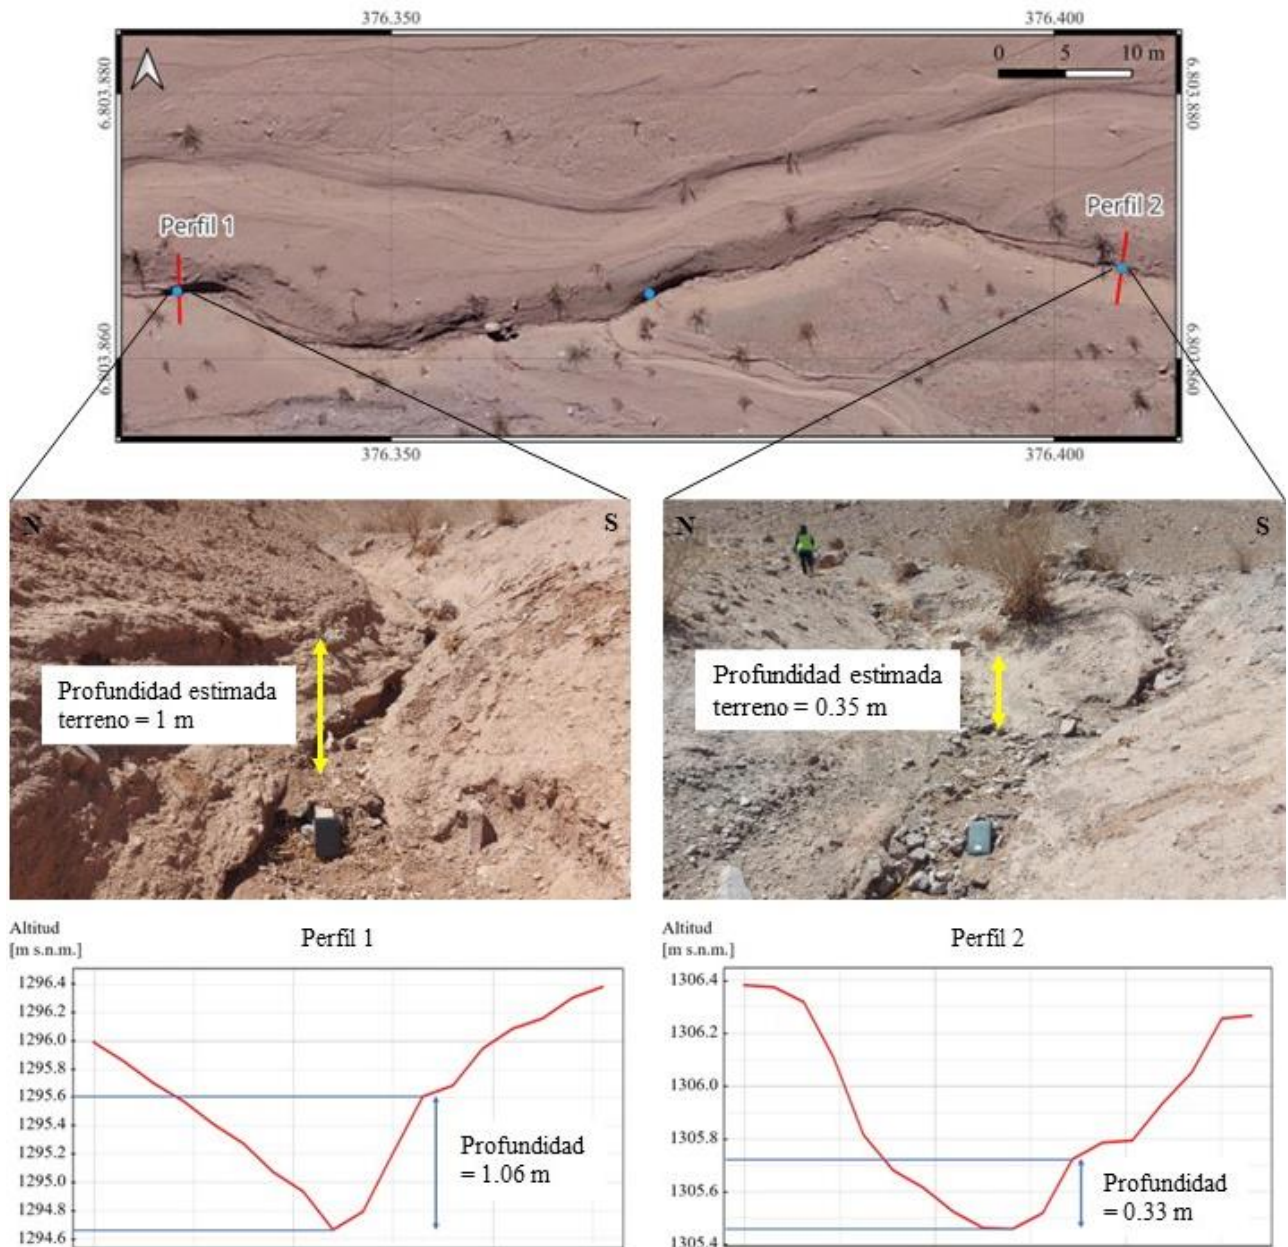 376.350
376.400
0 5 10 m
6.803.880
6.803.880
Perfil 1
Perfil 2
6.803.860
6.803.860
376.350
376.400
N
S
N
S
Profundidad estimada
terreno = 1 m
Profundidad estimada
terreno = 0.35 m
Altitud
[m s.n.m.]
Perfil 1
1296.4
1296.2
1296.0
1295.8
1295.6
1295.4
1295.2
1295.0
1294.8
1294.6
Profundidad
= 1.06 m
Altitud
[m s.n.m.]
Perfil 2
1306.4
1306.2
1306.0
1305.8
1305.6
1305.4
Profundidad
= 0.33 m